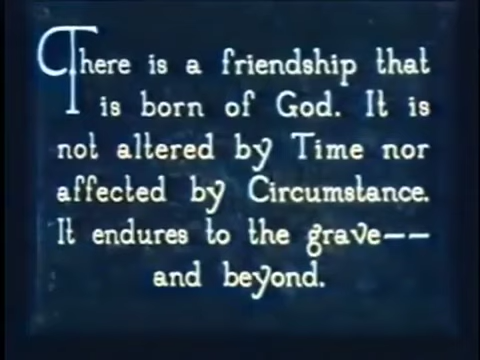 There is a friendship that
is born of God. It is
not altered by Time nor
affected by Circumstance.
It endures to the grave--
and beyond.